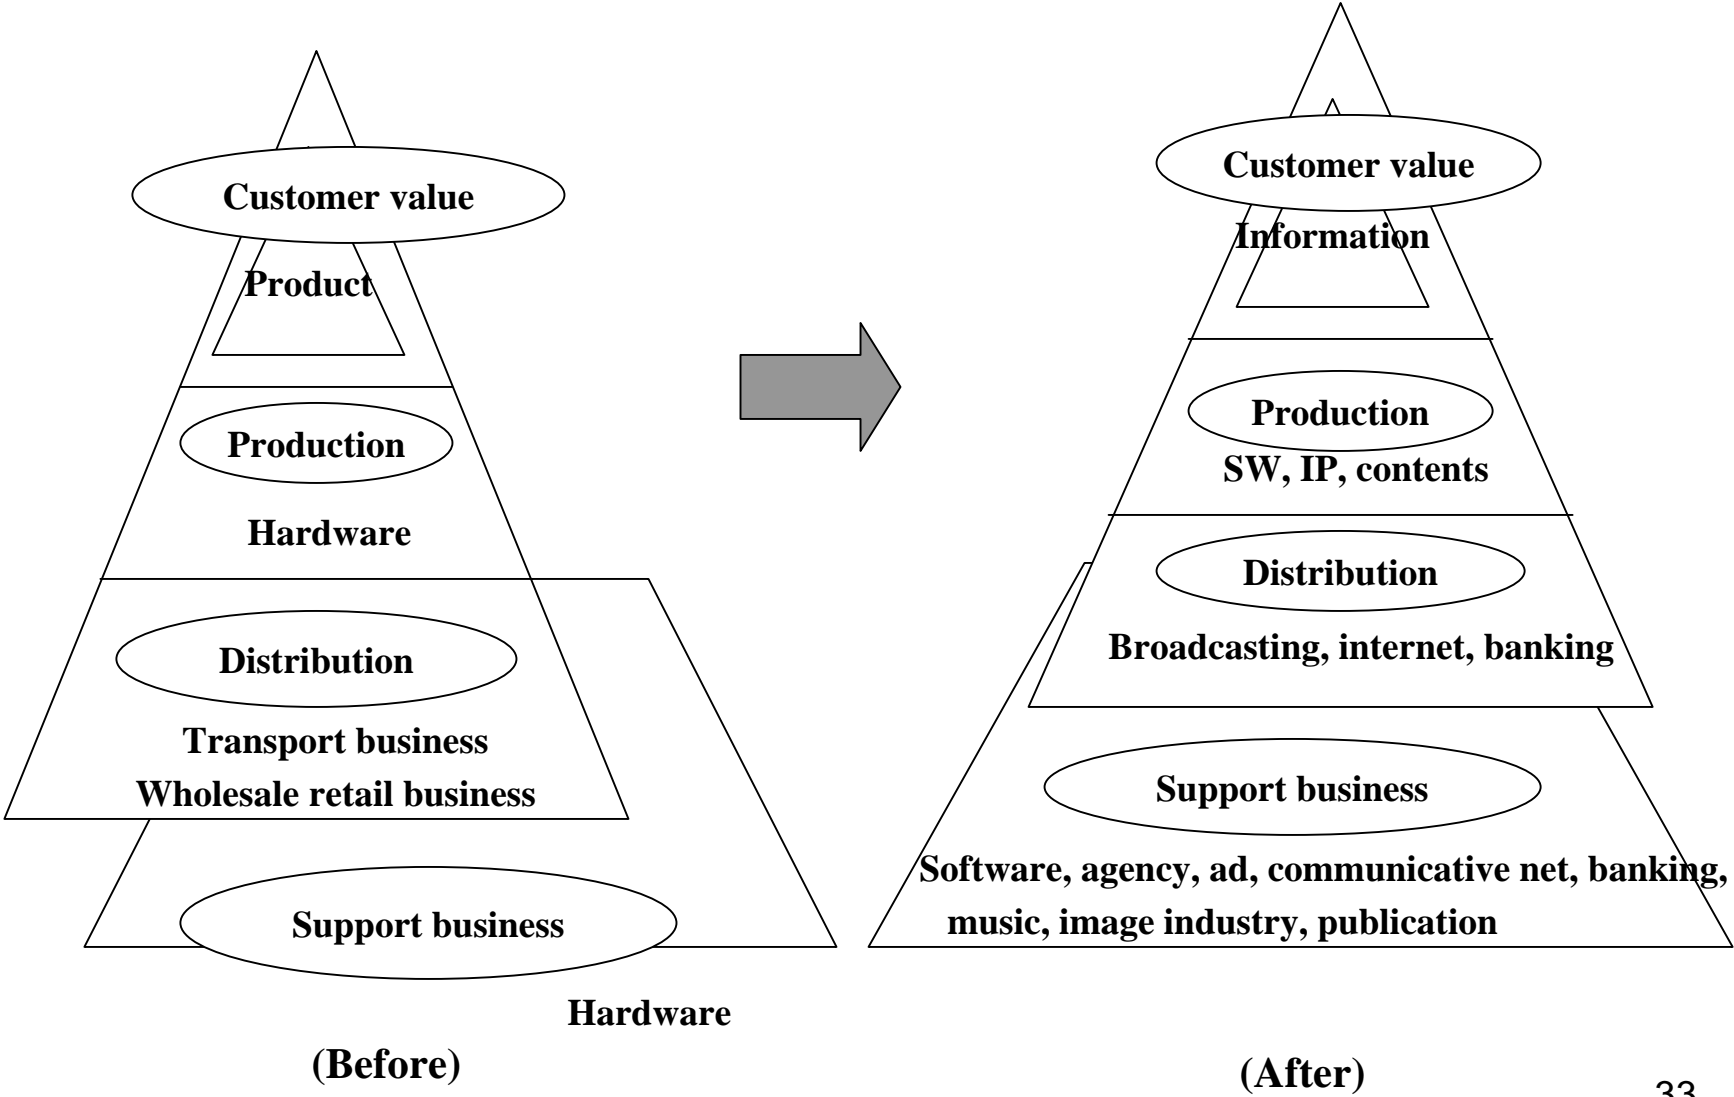 Customer value
Product
Production
Hardware
Distribution
Transport business
Wholesale retail business
Support business
Hardware
(Before)
Customer value
Information
Production
SW, IP, contents
Distribution
Broadcasting, internet, banking
Support business
Software, agency, ad, communicative net, banking,
music, image industry, publication
(After)
33